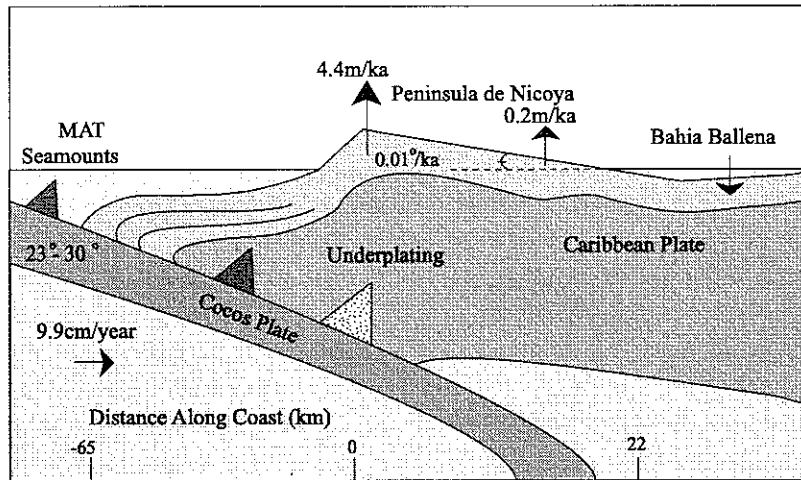 4.4m/ka
Peninsula de Nicoya
0.2m/ka
MAT
Seamounts
Bahia Ballena
0.01°/ka
23°- 30°
Underplating
Caribbean Plate
Cocos Plate
9.9cm/year
Distance Along Coast (km)
-65
0
22